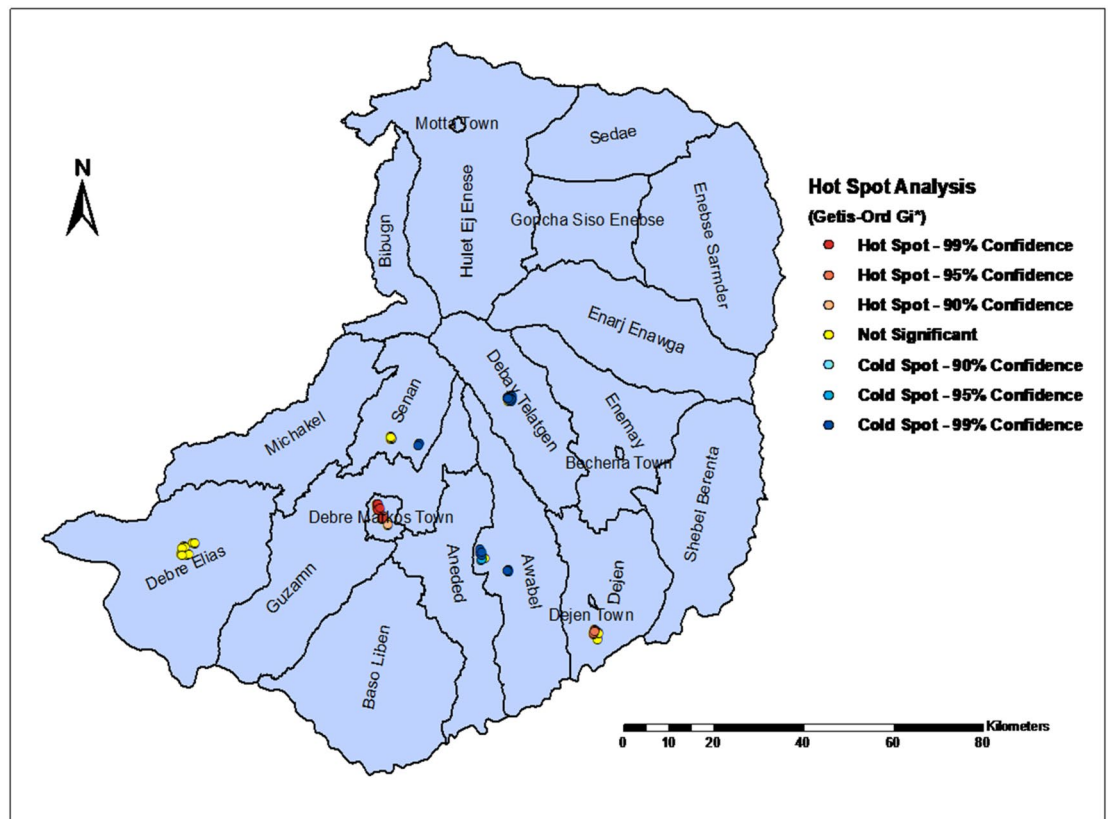 N
Motta Town
Sedae
Bibugn
Hulet Ej Enese
Goncha Siso Enebse
Enebse Sarmder
Enarj Enawga
Debay Telatgen
Senan
Enemay
Michakel
Bechena Town
Shebel Berenta
Debre Markos Town
Debre Elias
Guzamn
Aneded
Awabel
Dejen
Dejen Town
Baso Liben
Hot Spot Analysis
(Getis-Ord Gi*)
Hot Spot - 99% Confidence
Hot Spot - 95% Confidence
Hot Spot - 90% Confidence
Not Significant
Cold Spot - 90% Confidence
Cold Spot - 95% Confidence
Cold Spot - 99% Confidence
Kilometers
0 10 20 40 60 80